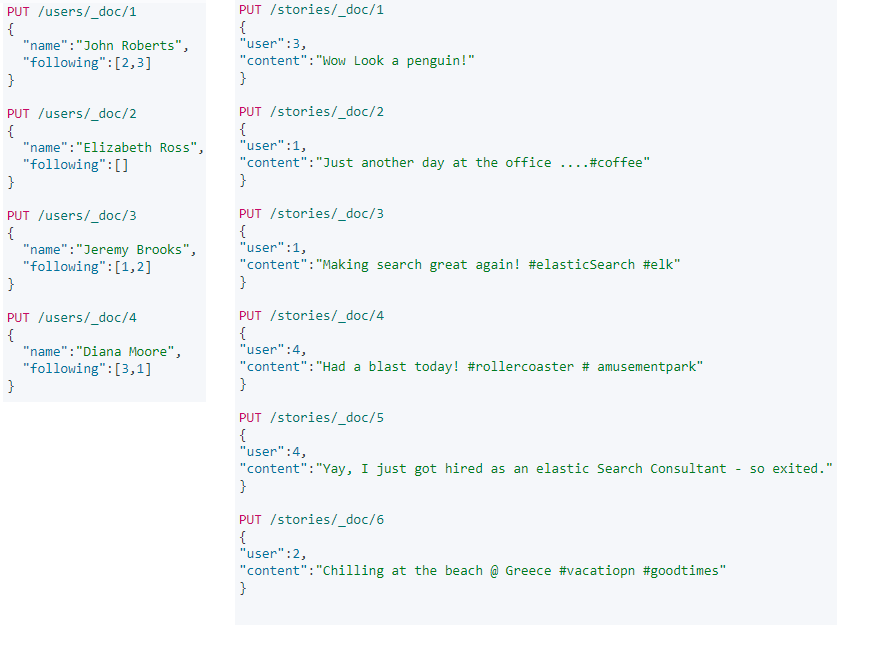 PUT /users/_doc/1
{
"name":"John Roberts",
"following":[2,3]
}
PUT /users/_doc/2
{
"name":"Elizabeth Ross",
"following":[]
}
PUT /users/_doc/3
{
"name":"Jeremy Brooks",
"following":[1,2]
}
PUT /users/_doc/4
{
"name":"Diana Moore",
"following":[3,1]
}
PUT /stories/_doc/1
{
"user":3,
"content":"Wow Look a penguin!"
}
PUT /stories/_doc/2
{
"user":1,
"content":"Just another day at the office ....#coffee"
}
PUT /stories/_doc/3
{
"user":1,
"content":"Making search great again! #elasticSearch #elk"
}
PUT /stories/_doc/4
{
"user":4,
"content":"Had a blast today! #rollercoaster # amusementpark"
}
PUT /stories/_doc/5
{
"user":4,
"content":"Yay, I just got hired as an elastic Search Consultant - so exited."
}
PUT /stories/_doc/6
{
"user":2,
"content":"Chilling at the beach @ Greece #vacatiopn #goodtimes"
}